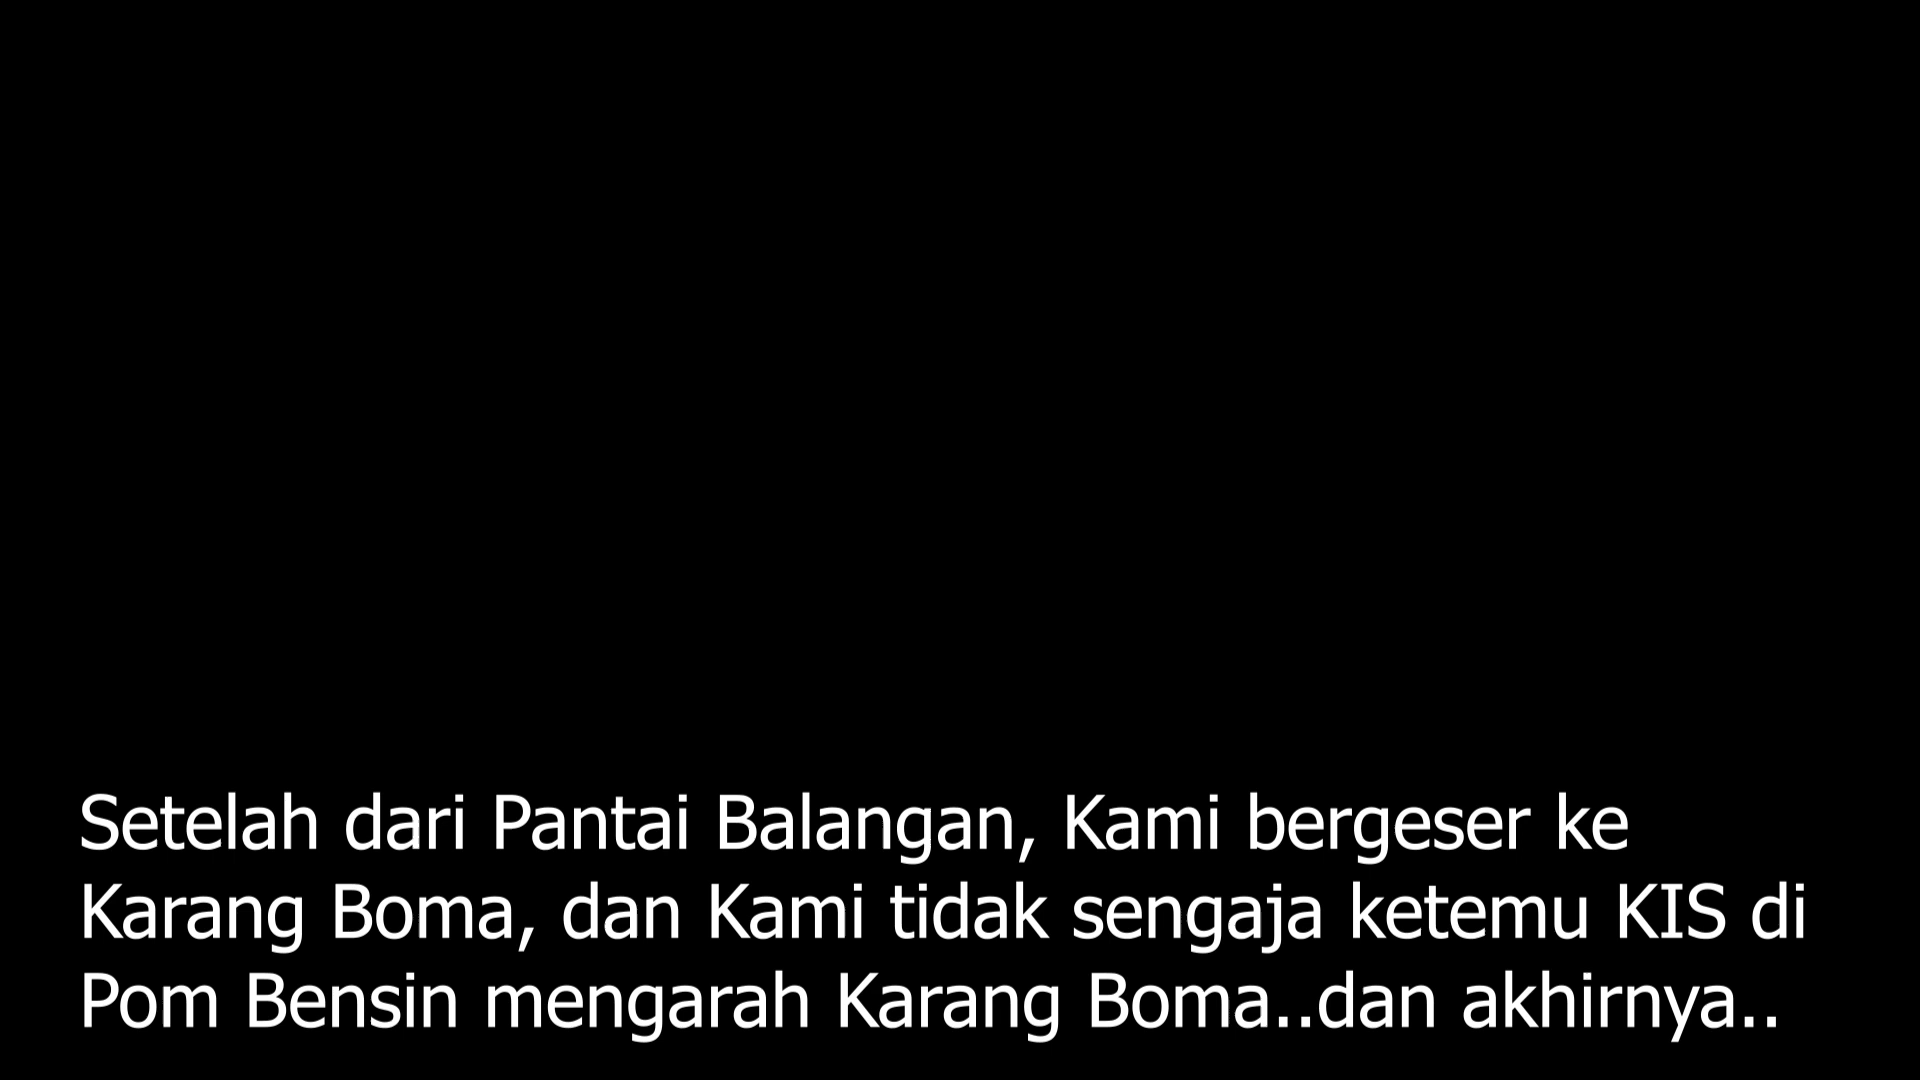 Setelah dari Pantai Balangan, Kami bergeser ke
Karang Boma, dan Kami tidak sengaja ketemu KIS di
Pom Bensin mengarah Karang Boma..dan akhirnya..